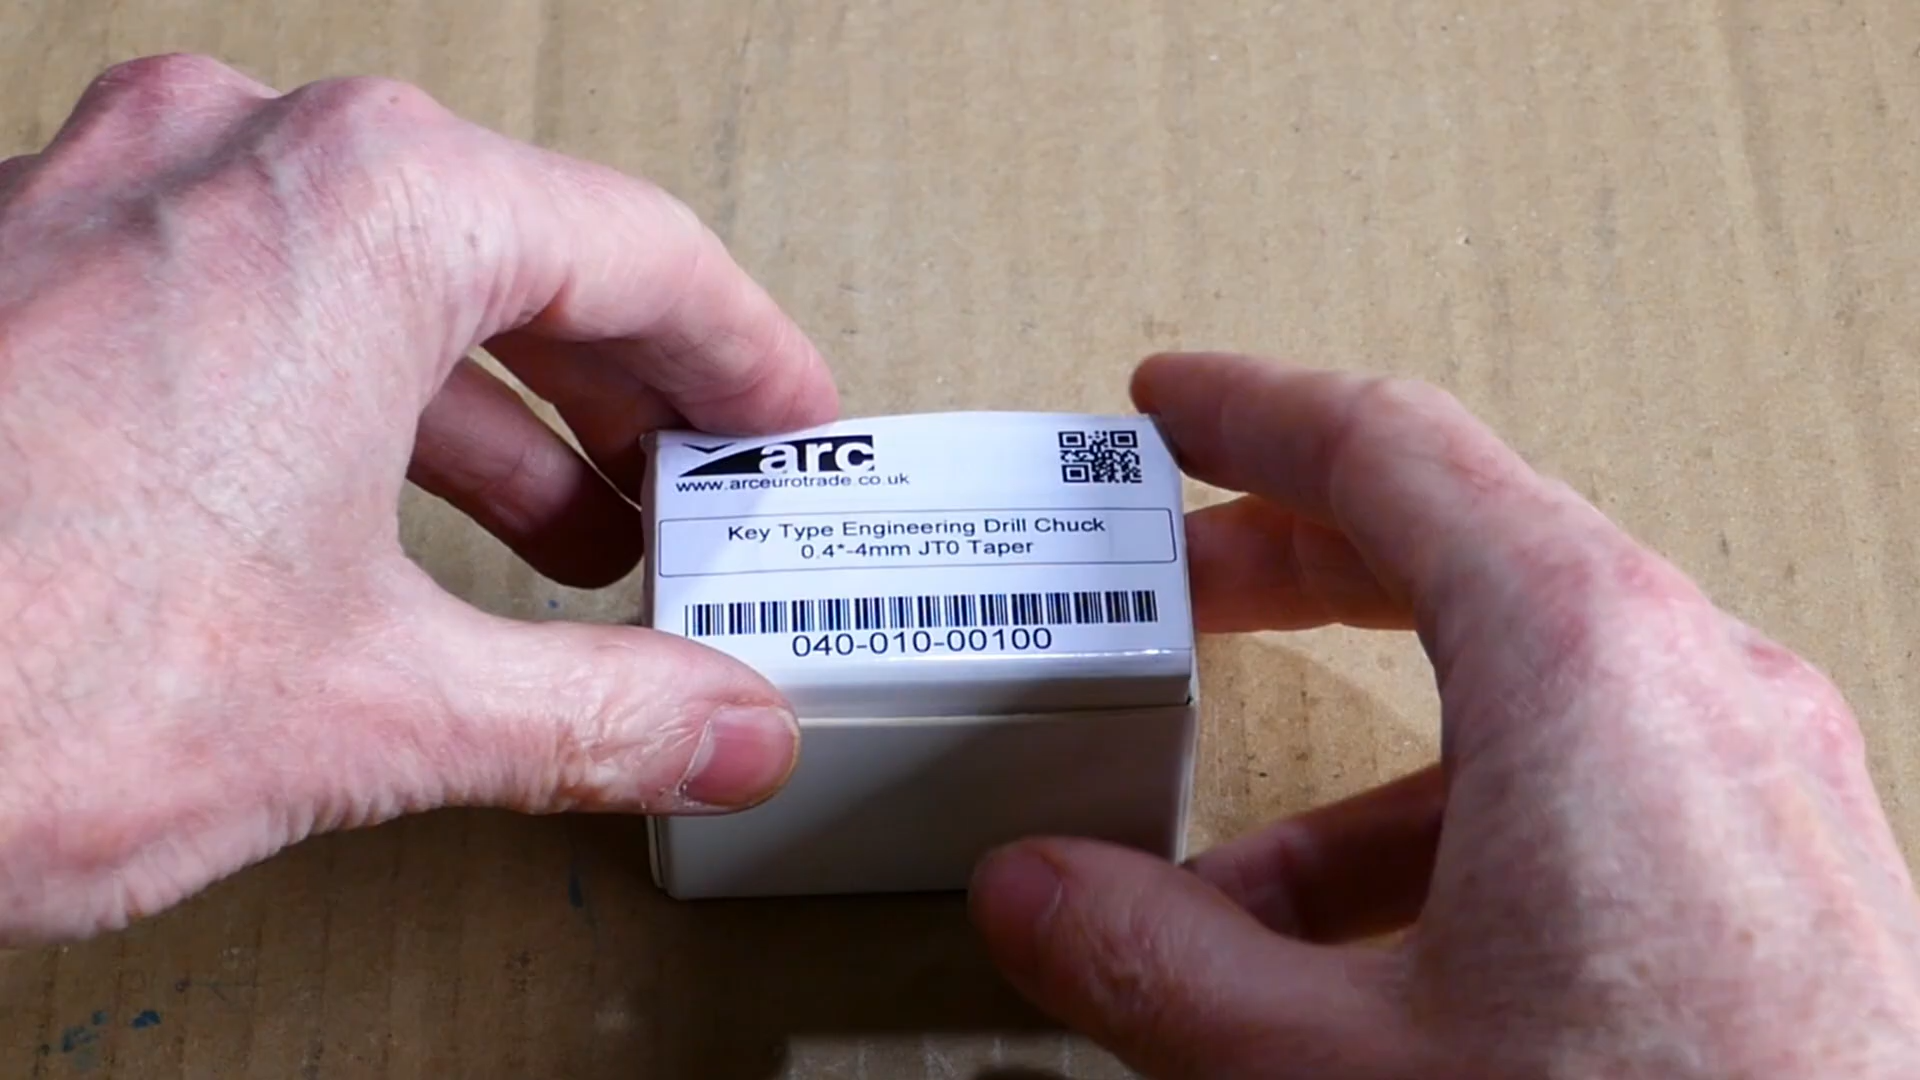 arc
www.arceurotrade.co.uk
Key Type Engineering Drill Chuck
0.4*-4mm JT0 Taper
040-010-00100